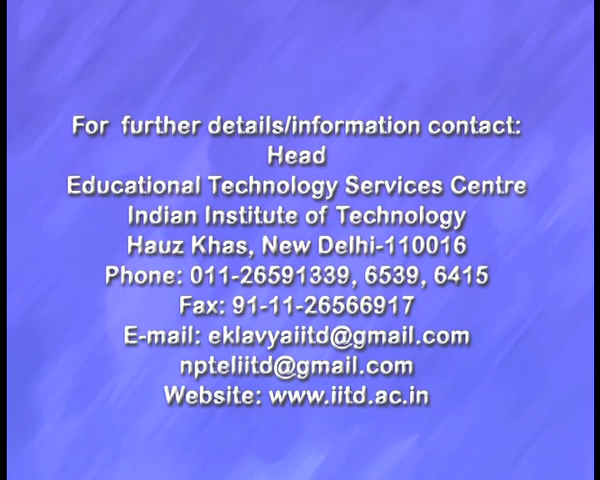 For further details/information contact:
Head
Educational Technology Services Centre
Indian Institute of Technology
Hauz Khas, New Delhi-110016
Phone: 011-26591339, 6539, 6415
Fax: 91-11-26566917
E-mail: eklavyaiitd@gmail.com
npteliitd@gmail.com
Website: www.iitd.ac.in